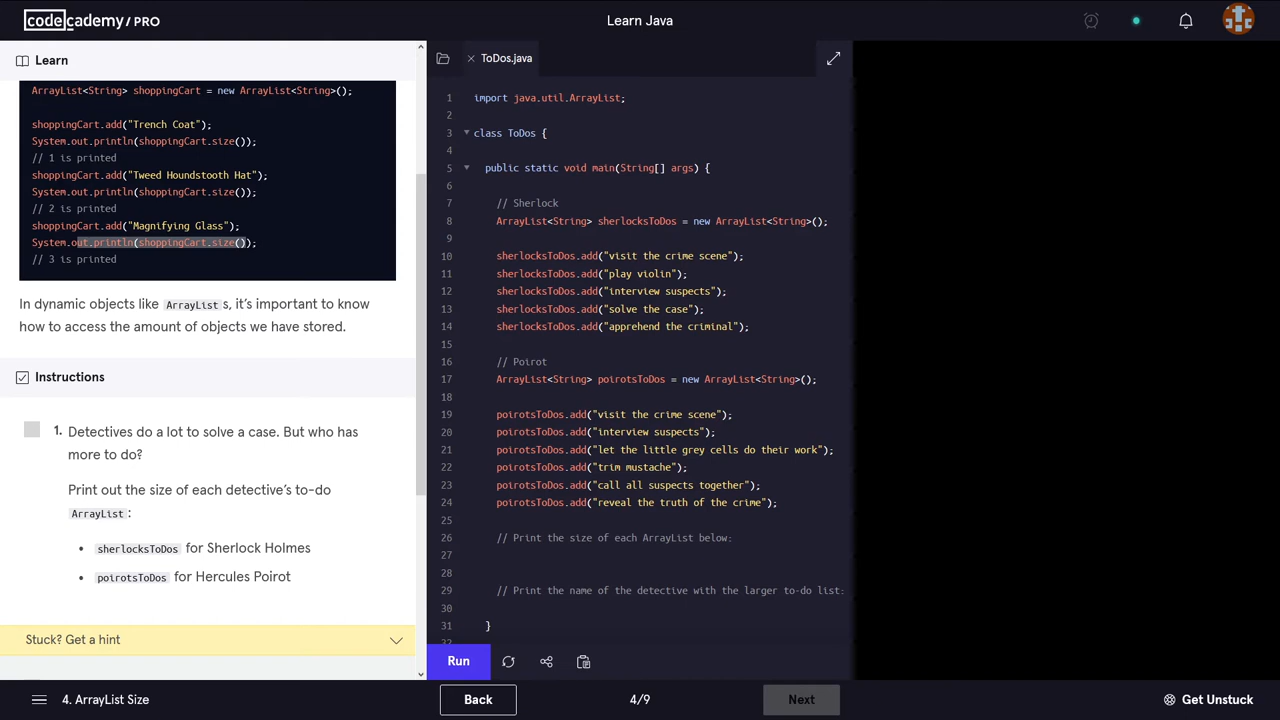 codecademy/PRO
Learn Java
Learn
ArrayList<String> shoppingCart = new ArrayList<String>();
shoppingCart.add("Trench Coat");
System.out.println(shoppingCart.size());
// 1 is printed
shoppingCart.add("Tweed Houndstooth Hat");
System.out.println(shoppingCart.size());
// 2 is printed
shoppingCart.add("Magnifying Glass");
System.out.println(shoppingCart.size());
// 3 is printed
In dynamic objects like ArrayLists, it’s important to know
how to access the amount of objects we have stored.
Instructions
1. Detectives do a lot to solve a case. But who has
more to do?
Print out the size of each detective’s to-do
ArrayList:
• sherlocksToDos for Sherlock Holmes
• poirotsToDos for Hercules Poirot
Stuck? Get a hint
ToDos.java
1 import java.util.ArrayList;
2
3 class ToDos {
4
5 public static void main(String[] args) {
6
7 // Sherlock
8 ArrayList<String> sherlocksToDos = new ArrayList<String>();
9
10 sherlocksToDos.add("visit the crime scene");
11 sherlocksToDos.add("play violin");
12 sherlocksToDos.add("interview suspects");
13 sherlocksToDos.add("solve the case");
14 sherlocksToDos.add("apprehend the criminal");
15
16 // Poirot
17 ArrayList<String> poirotsToDos = new ArrayList<String>();
18
19 poirotsToDos.add("visit the crime scene");
20 poirotsToDos.add("interview suspects");
21 poirotsToDos.add("let the little grey cells do their work");
22 poirotsToDos.add("trim mustache");
23 poirotsToDos.add("call all suspects together");
24 poirotsToDos.add("reveal the truth of the crime");
25
26 // Print the size of each ArrayList below:
27
28
29 // Print the name of the detective with the larger to-do list:
30
31 }
32
Run
4. ArrayList Size
Back
4/9
Next
Get Unstuck